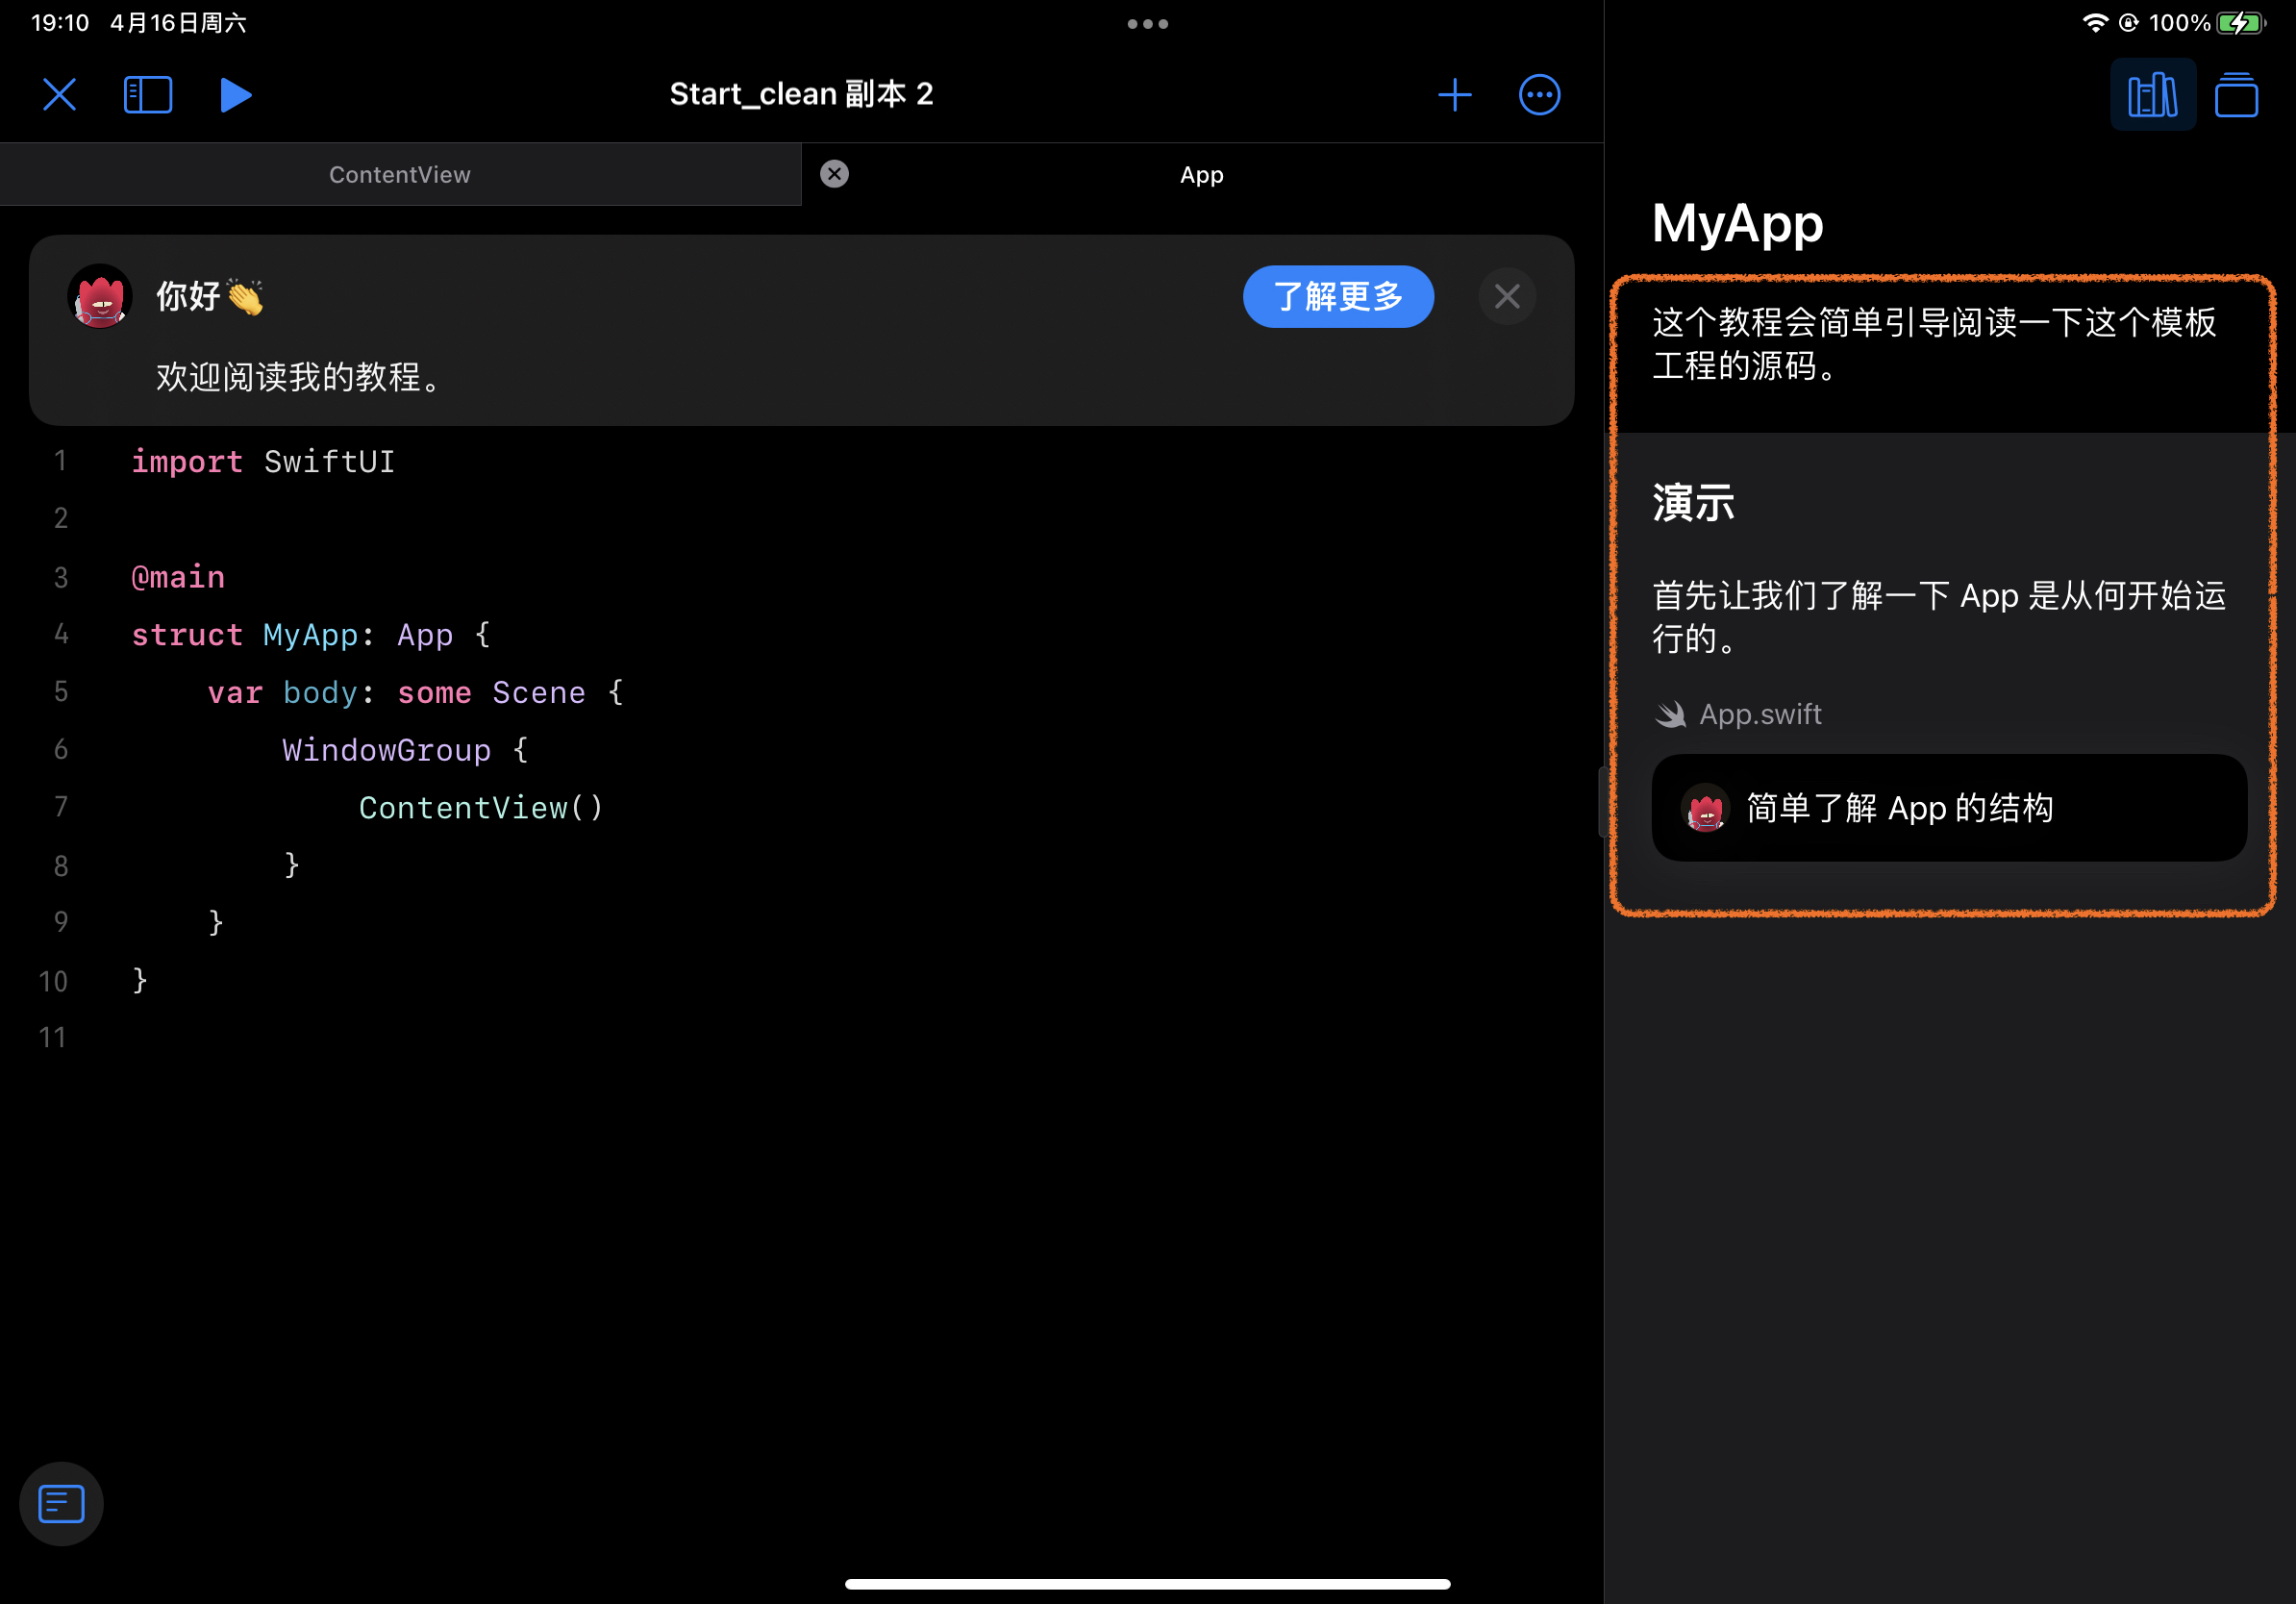 19:10 4月16日周六
100%
Start_clean 副本 2
ContentView
App
你好👏
了解更多
欢迎阅读我的教程。
1 import SwiftUI
2
3 @main
4 struct MyApp: App {
5     var body: some Scene {
6         WindowGroup {
7             ContentView()
8         }
9     }
10 }
11
MyApp
这个教程会简单引导阅读一下这个模板
工程的源码。
演示
首先让我们了解一下 App 是从何开始运
行的。
App.swift
简单了解 App 的结构